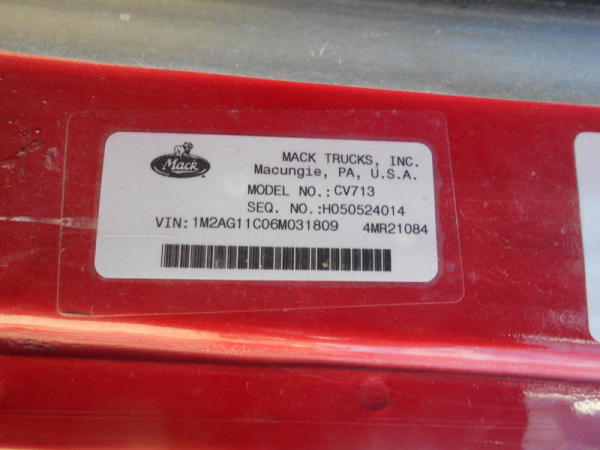 Mack
MACK TRUCKS, INC.
Macungie, PA, U.S.A.
MODEL NO.:CV713
SEQ. NO.:H050524014
VIN:1M2AG11C06M031809 4MR21084